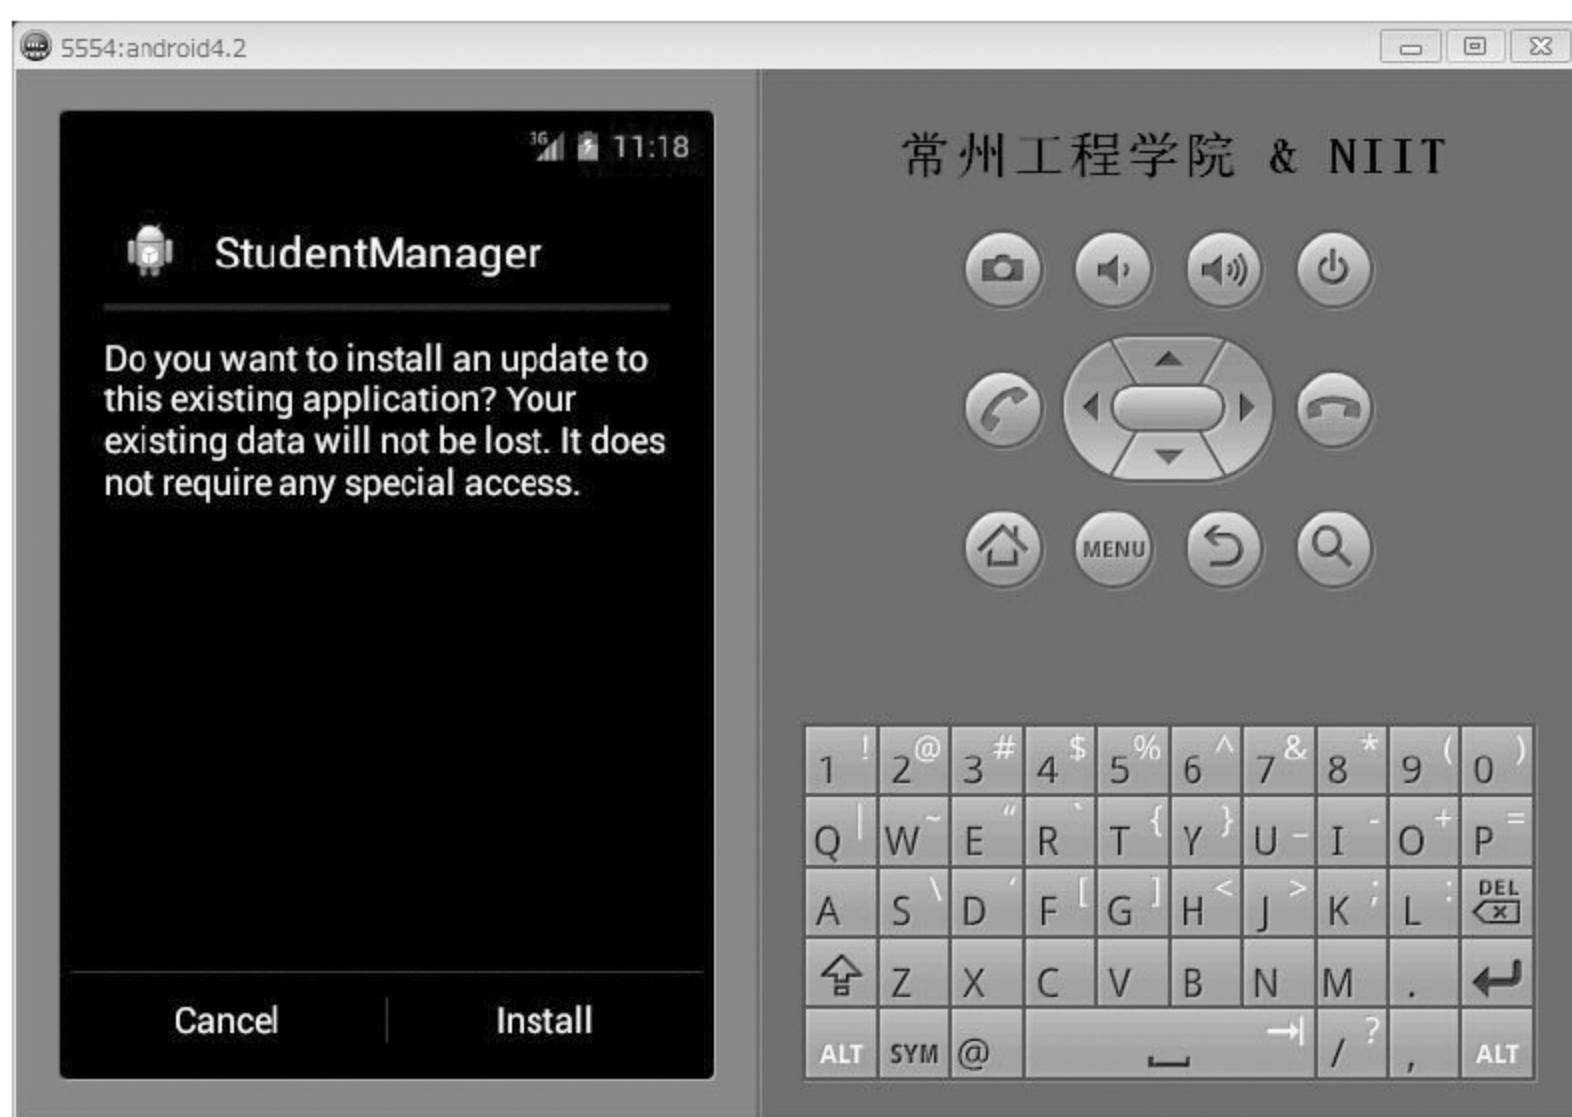 5554:android4.2
3G 11:18
StudentManager
Do you want to install an update to
this existing application? Your
existing data will not be lost. It does
not require any special access.
Cancel
Install
常州工程学院 & NIIT
MENU
1 ! 2 @ 3 # 4 $ 5 % 6 ^ 7 & 8 * 9 ( 0 )
Q | W ~ E " R ` T { Y } U _ I - O + P =
A S \ D ' F [ G ] H < J > K ; L : DEL
Z X C V B N M .
ALT SYM @ / ? , ALT